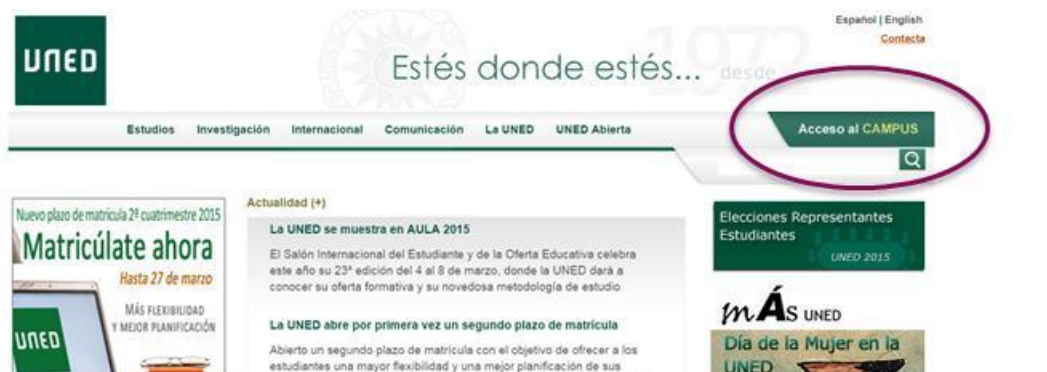 Español | English
Contacta
UNED
Estés donde estés... desde 1972
Estudios Investigación Internacional Comunicación La UNED UNED Abierta
Acceso al CAMPUS
Nuevo plazo de matrícula 2º cuatrimestre 2015
Matricúlate ahora
Hasta 27 de marzo
MÁS FLEXIBILIDAD
Y MEJOR PLANIFICACIÓN
UNED
Actualidad (+)
La UNED se muestra en AULA 2015
El Salón Internacional del Estudiante y de la Oferta Educativa celebra
este año su 23ª edición del 4 al 8 de marzo, donde la UNED dará a
conocer su oferta formativa y su novedosa metodología de estudio
La UNED abre por primera vez un segundo plazo de matrícula
Abierto un segundo plazo de matrícula con el objetivo de ofrecer a los
estudiantes una mayor flexibilidad y una mejor planificación de sus
Elecciones Representantes
Estudiantes
UNED 2015
mÁs UNED
Día de la Mujer en la
UNED